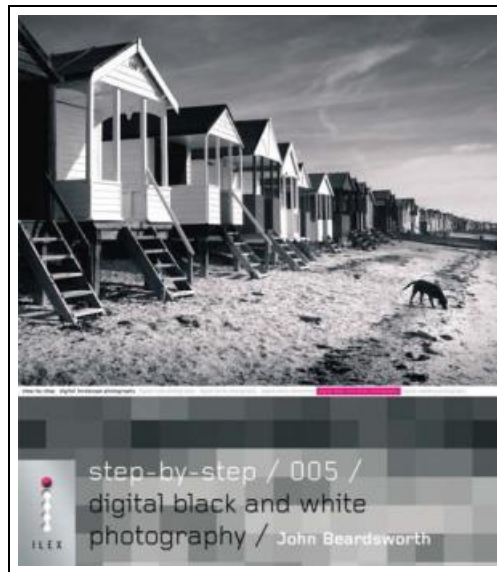 step-by-step / 005 /
digital black and white
photography / John Beardsworth
ILEX